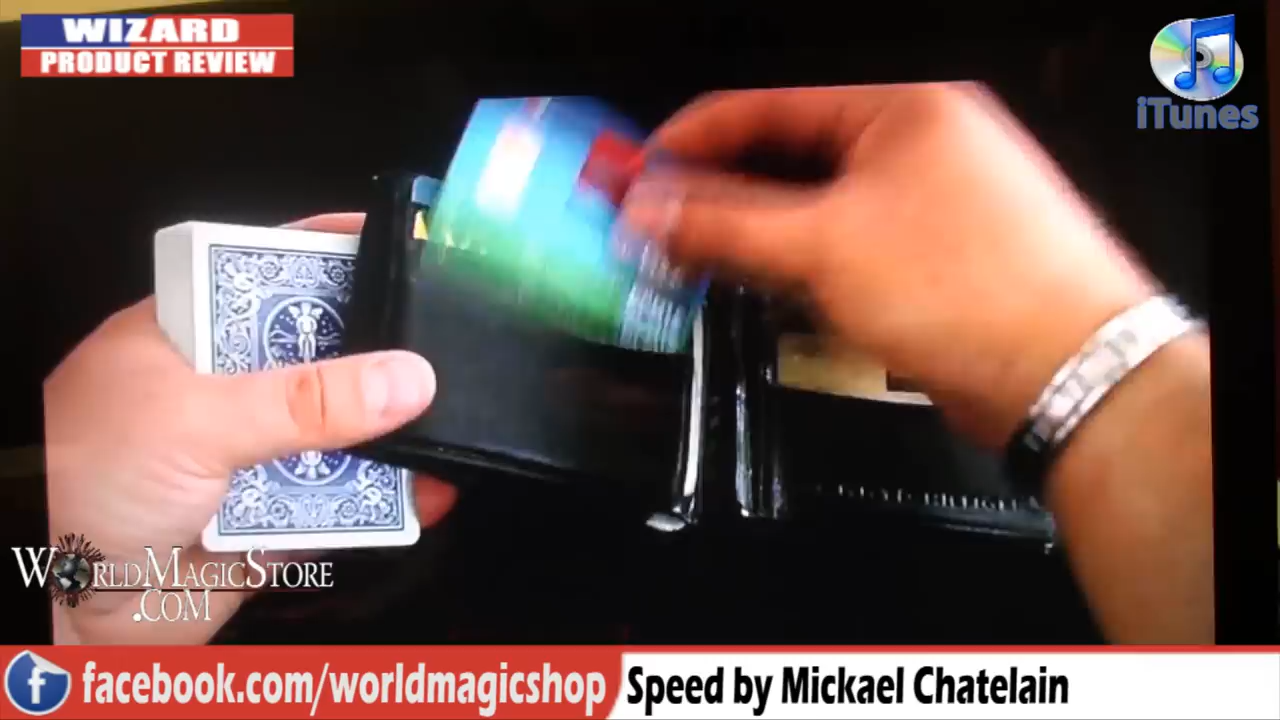 WIZARD
PRODUCT REVIEW
iTunes
WORLDMAGICSTORE
.COM
facebook.com/worldmagicshop
Speed by Mickael Chatelain